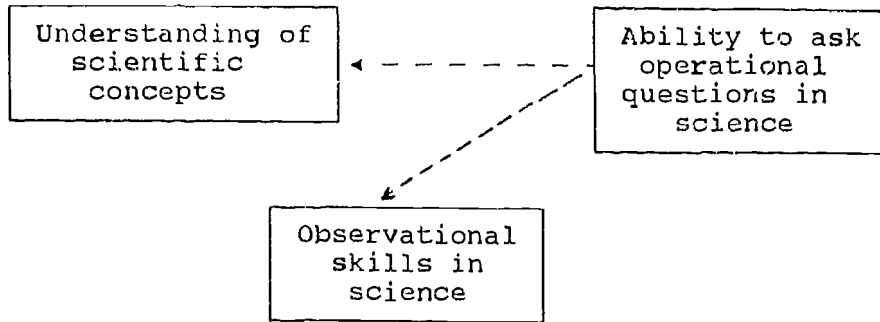 Understanding of
scientific
concepts
Ability to ask
operational
questions in
science
Observational
skills in
science